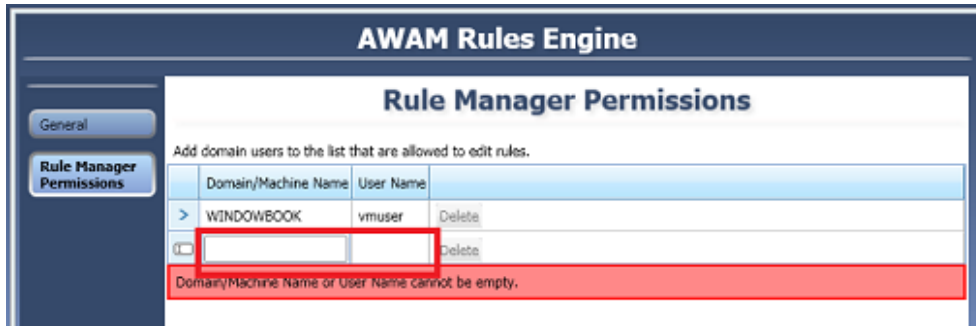 AWAM Rules Engine
Rule Manager Permissions
General
Add domain users to the list that are allowed to edit rules.
Rule Manager
Permissions
Domain/Machine Name User Name
> WINDOWBOOK vmuser Delete
Delete
Domain/Machine Name or User Name cannot be empty.